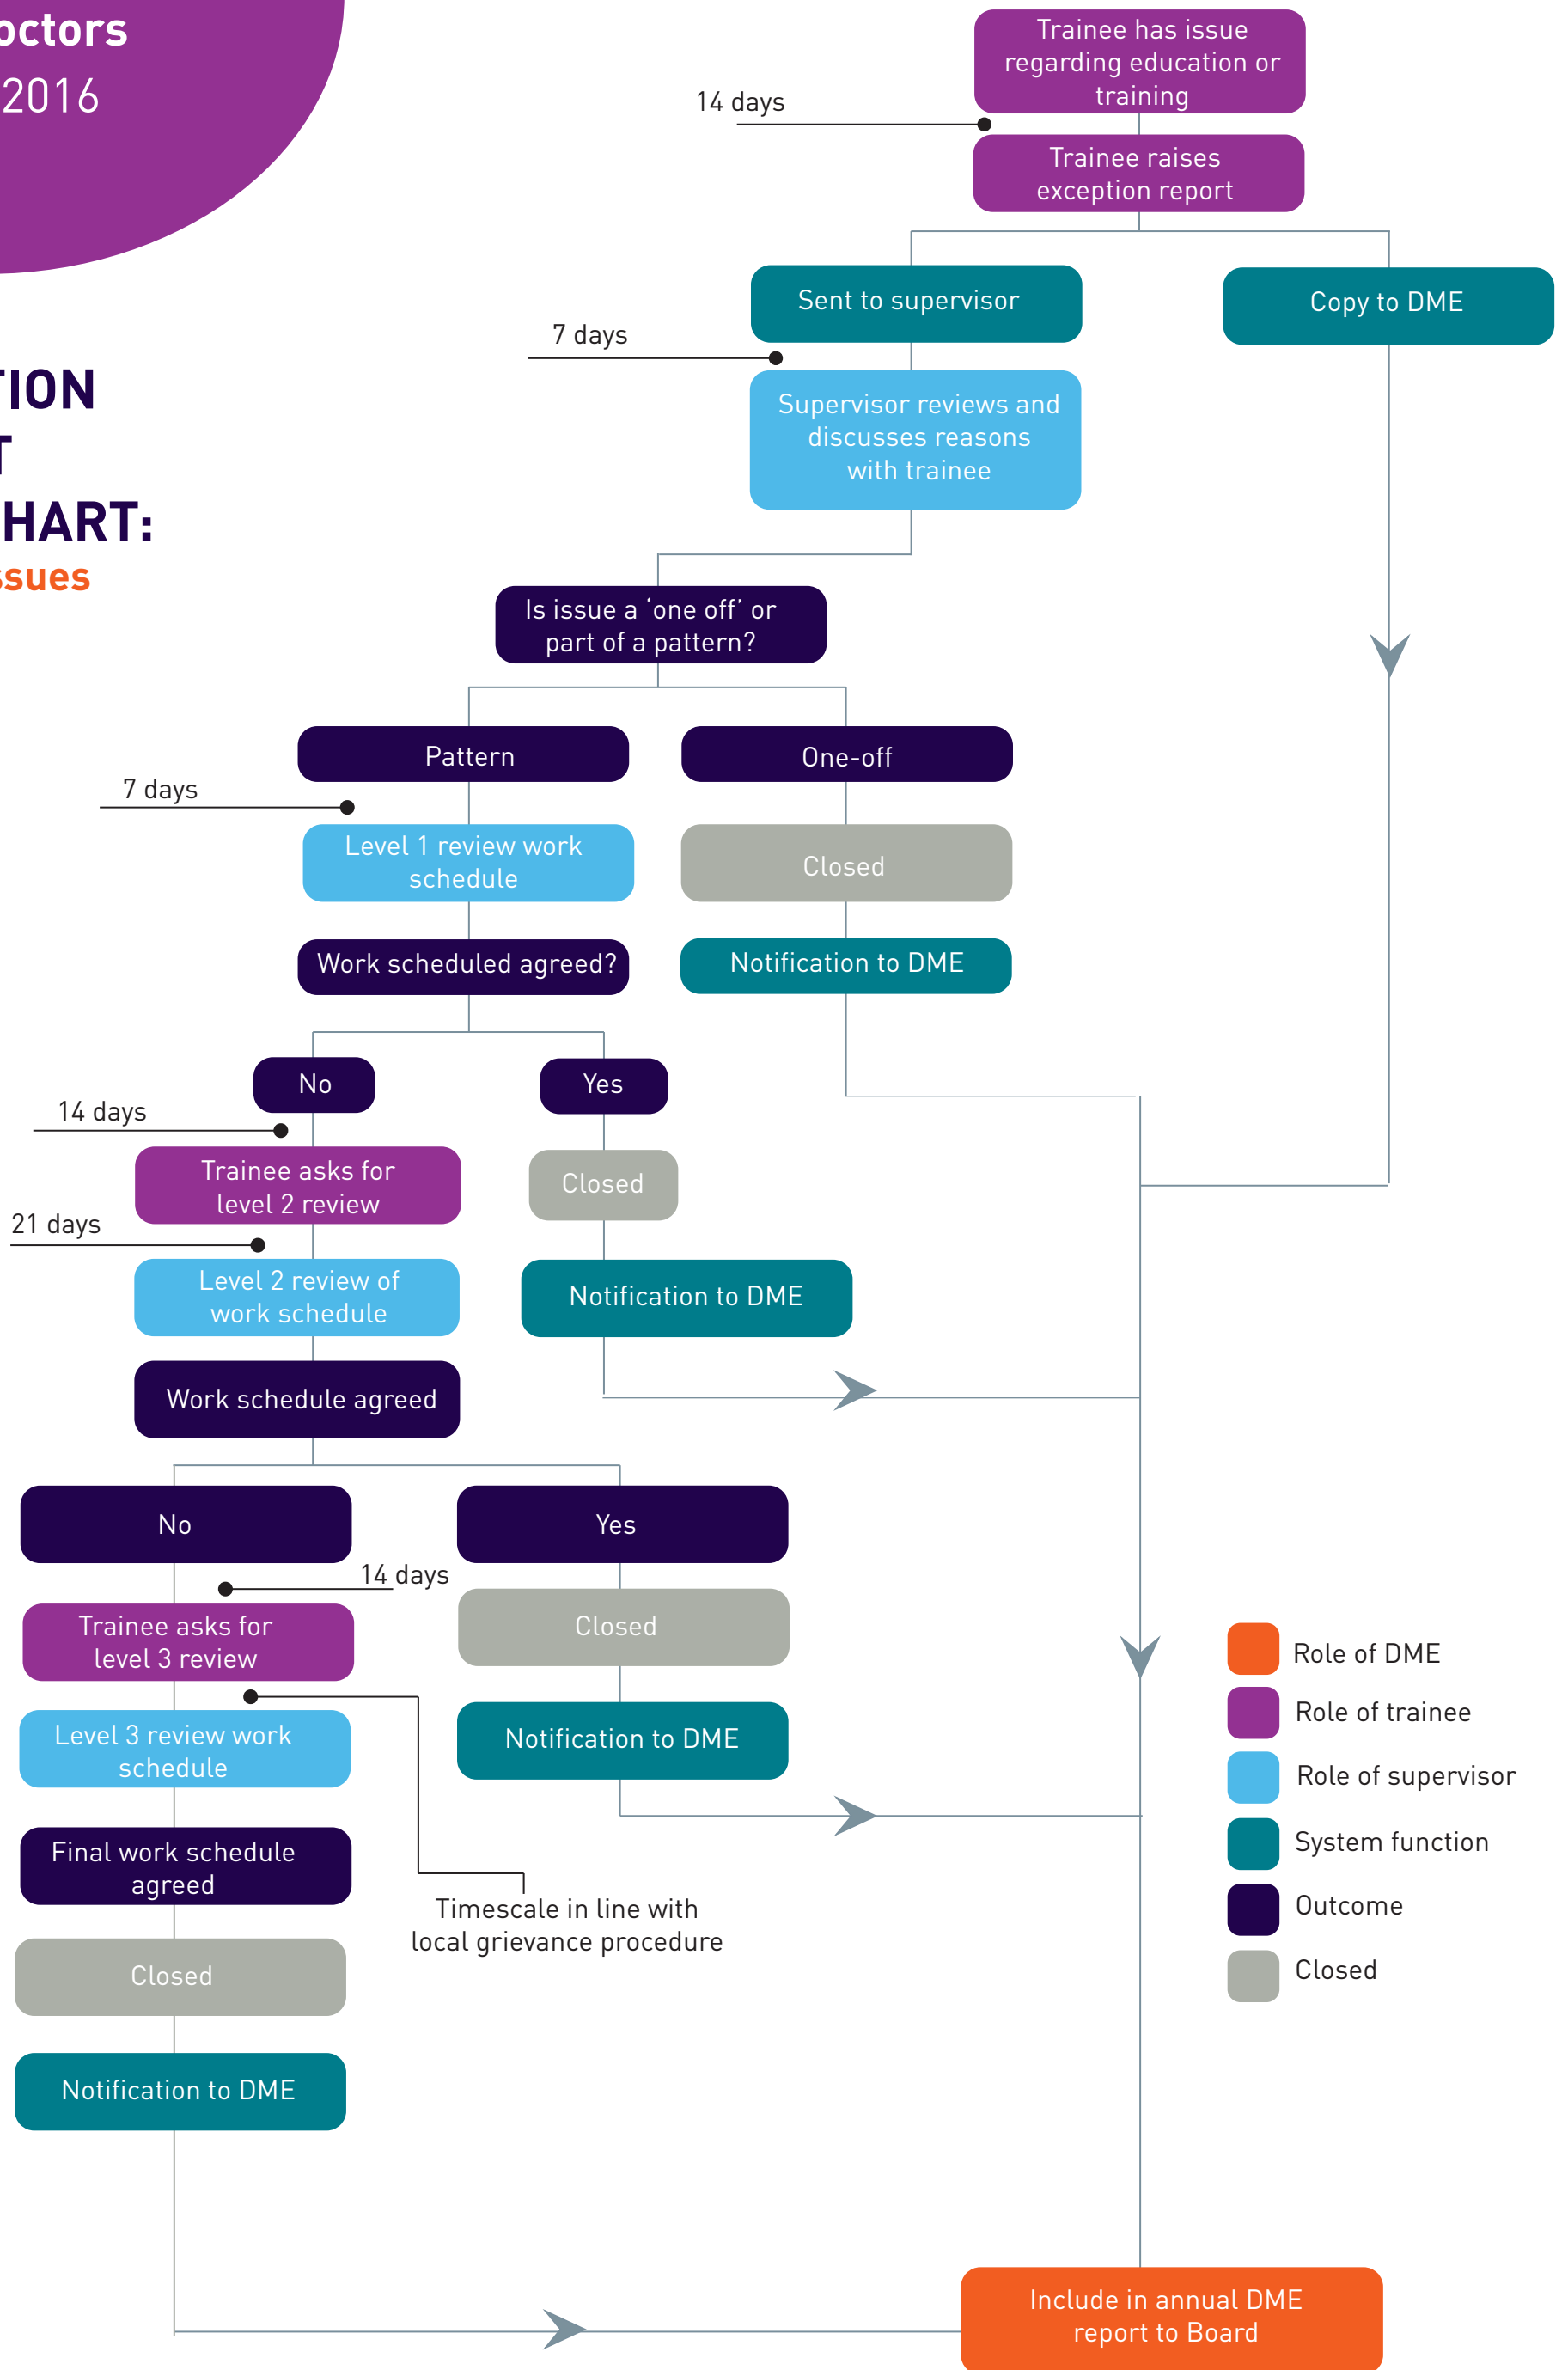 octors
2016
TION
T
HART:
ssues
Trainee has issue
regarding education or
training
14 days
Trainee raises
exception report
Sent to supervisor
Copy to DME
7 days
Supervisor reviews and
discusses reasons
with trainee
Is issue a ‘one off’ or
part of a pattern?
Pattern
One-off
7 days
Level 1 review work
schedule
Closed
Work scheduled agreed?
Notification to DME
No
Yes
14 days
Trainee asks for
level 2 review
Closed
21 days
Level 2 review of
work schedule
Notification to DME
Work schedule agreed
No
Yes
14 days
Trainee asks for
level 3 review
Closed
Level 3 review work
schedule
Notification to DME
Final work schedule
agreed
Timescale in line with
local grievance procedure
Closed
Notification to DME
Role of DME
Role of trainee
Role of supervisor
System function
Outcome
Closed
Include in annual DME
report to Board